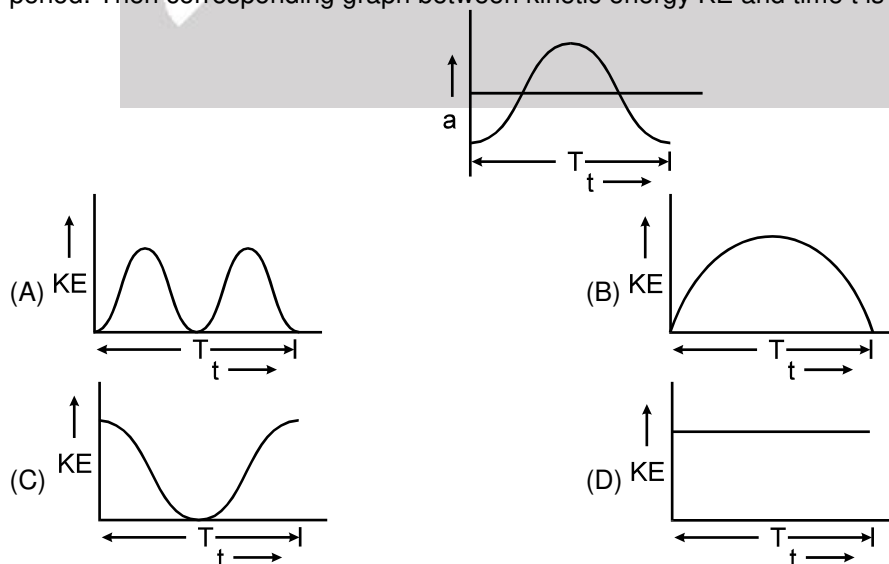 period. Then corresponding graph between kinetic energy KE and time t is
a
T
t
(A) KE
T
t
(B) KE
T
t
(C) KE
T
t
(D) KE
T
t